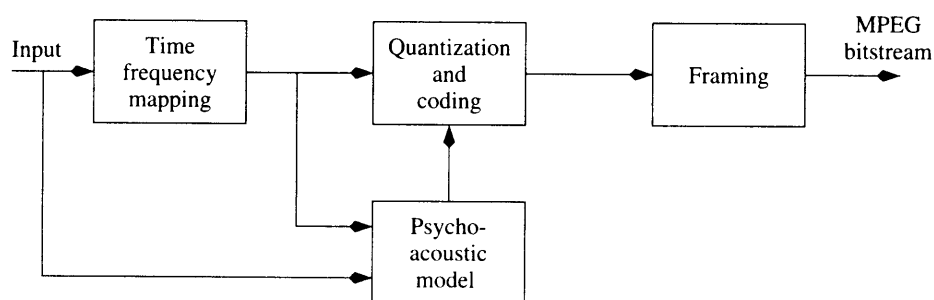 Input
Time
frequency
mapping
Quantization
and
coding
Framing
MPEG
bitstream
Psycho-
acoustic
model